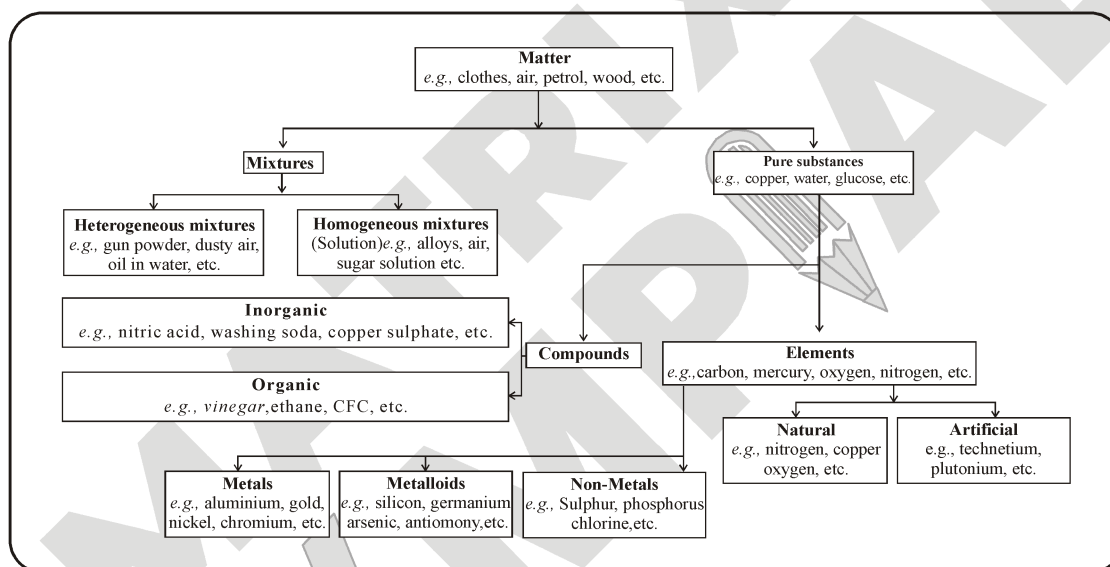 Matter
e.g., clothes, air, petrol, wood, etc.
Mixtures
Pure substances
e.g., copper, water, glucose, etc.
Heterogeneous mixtures
e.g., gun powder, dusty air,
oil in water, etc.
Homogeneous mixtures
(Solution)e.g., alloys, air,
sugar solution etc.
Inorganic
e.g., nitric acid, washing soda, copper sulphate, etc.
Compounds
Organic
e.g., vinegar,ethane, CFC, etc.
Elements
e.g.,carbon, mercury, oxygen, nitrogen, etc.
Natural
e.g., nitrogen, copper
oxygen, etc.
Artificial
e.g., technetium,
plutonium, etc.
Metals
e.g., aluminium, gold,
nickel, chromium, etc.
Metalloids
e.g., silicon, germanium
arsenic, antiomony,etc.
Non-Metals
e.g., Sulphur, phosphorus
chlorine,etc.